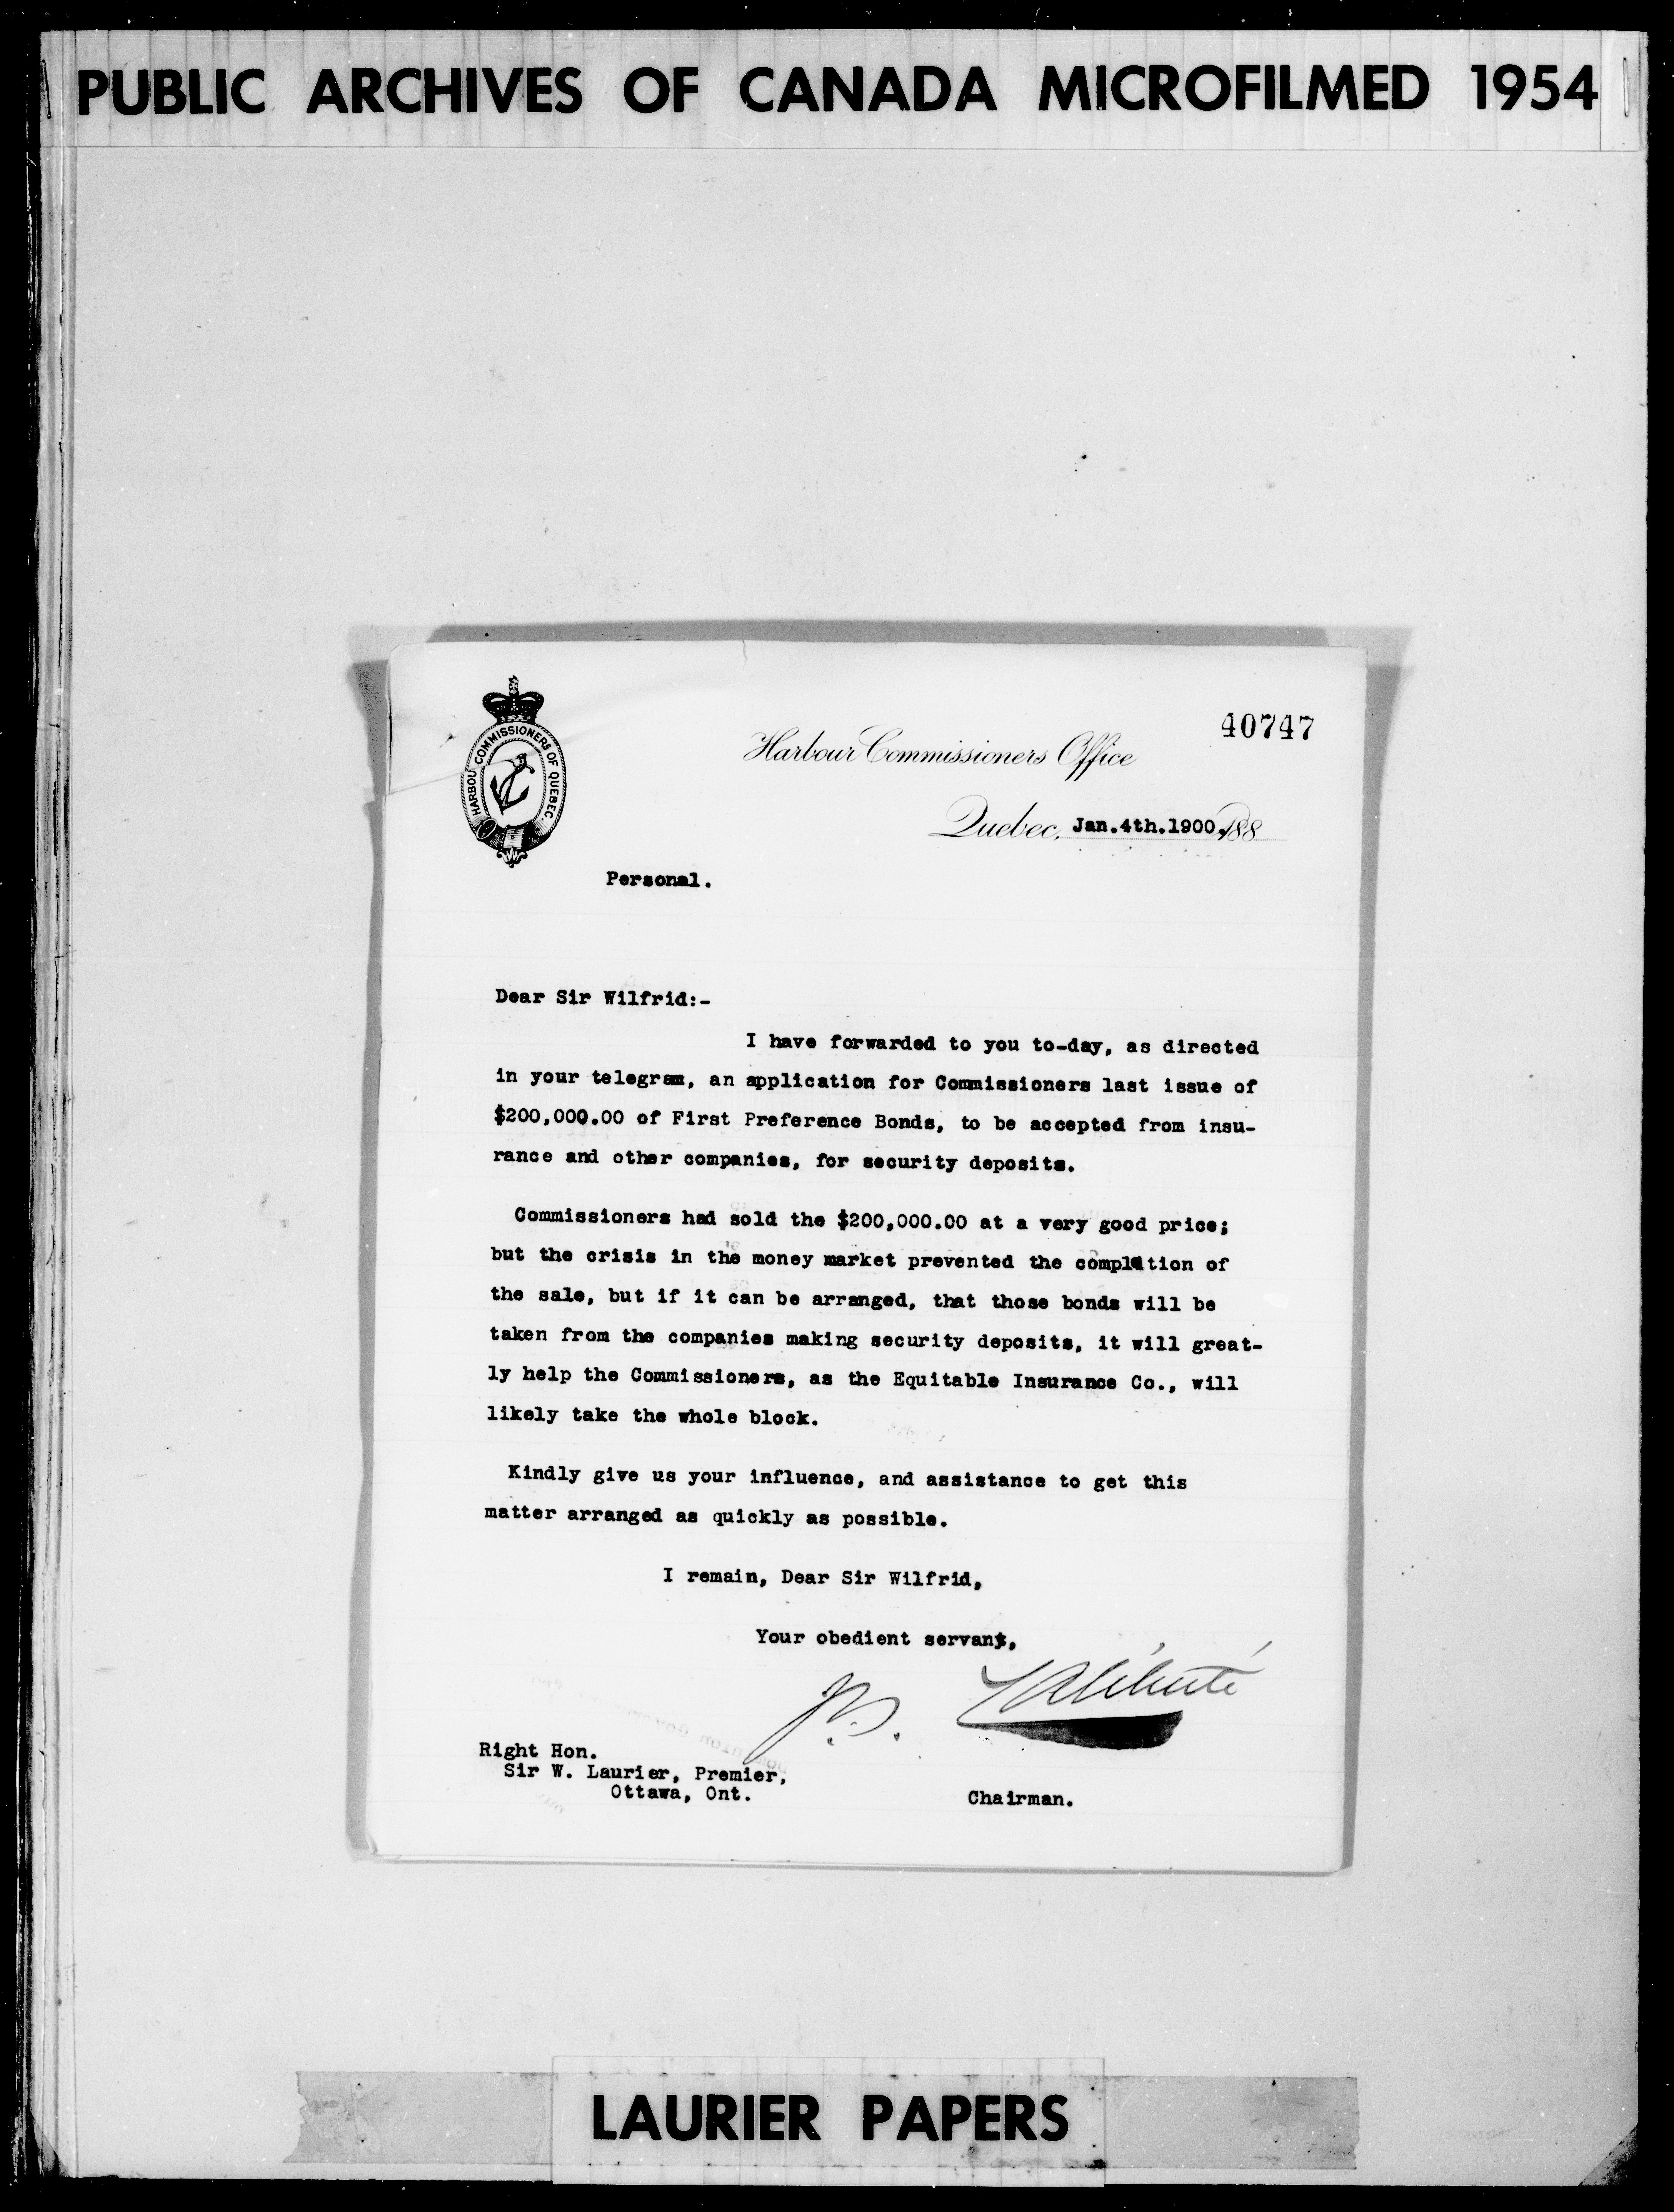 PUBLIC ARCHIVES OF CANADA MICROFILMED 1954
40747
HARBOUR COMMISSIONERS OF QUEBEC.
Harbour Commissioners Office
Quebec, Jan.4th.1900. 188
Personal.
Dear Sir Wilfrid:-
I have forwarded to you to-day, as directed
in your telegram, an application for Commissioners last issue of
$200,000.00 of First Preference Bonds, to be accepted from insu-
rance and other companies, for security deposits.
Commissioners had sold the $200,000.00 at a very good price;
but the crisis in the money market prevented the completion of
the sale, but if it can be arranged, that those bonds will be
taken from the companies making security deposits, it will great-
ly help the Commissioners, as the Equitable Insurance Co., will
likely take the whole block.
Kindly give us your influence, and assistance to get this
matter arranged as quickly as possible.
I remain, Dear Sir Wilfrid,
Your obedient servant,
J.B. Laliberté
Right Hon.
Sir W. Laurier, Premier,
Ottawa, Ont.
Chairman.
LAURIER PAPERS